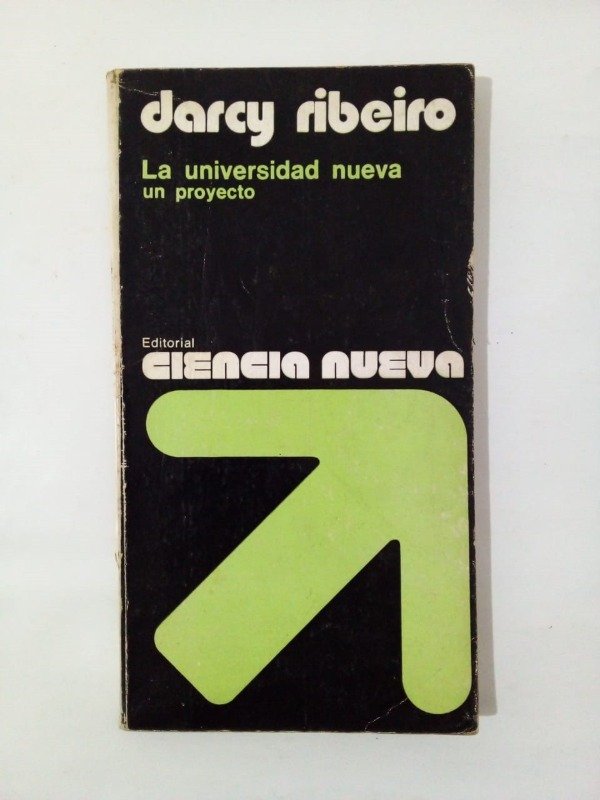 darcy ribeiro
La universidad nueva
un proyecto
Editorial
CIENCIA NUEVA